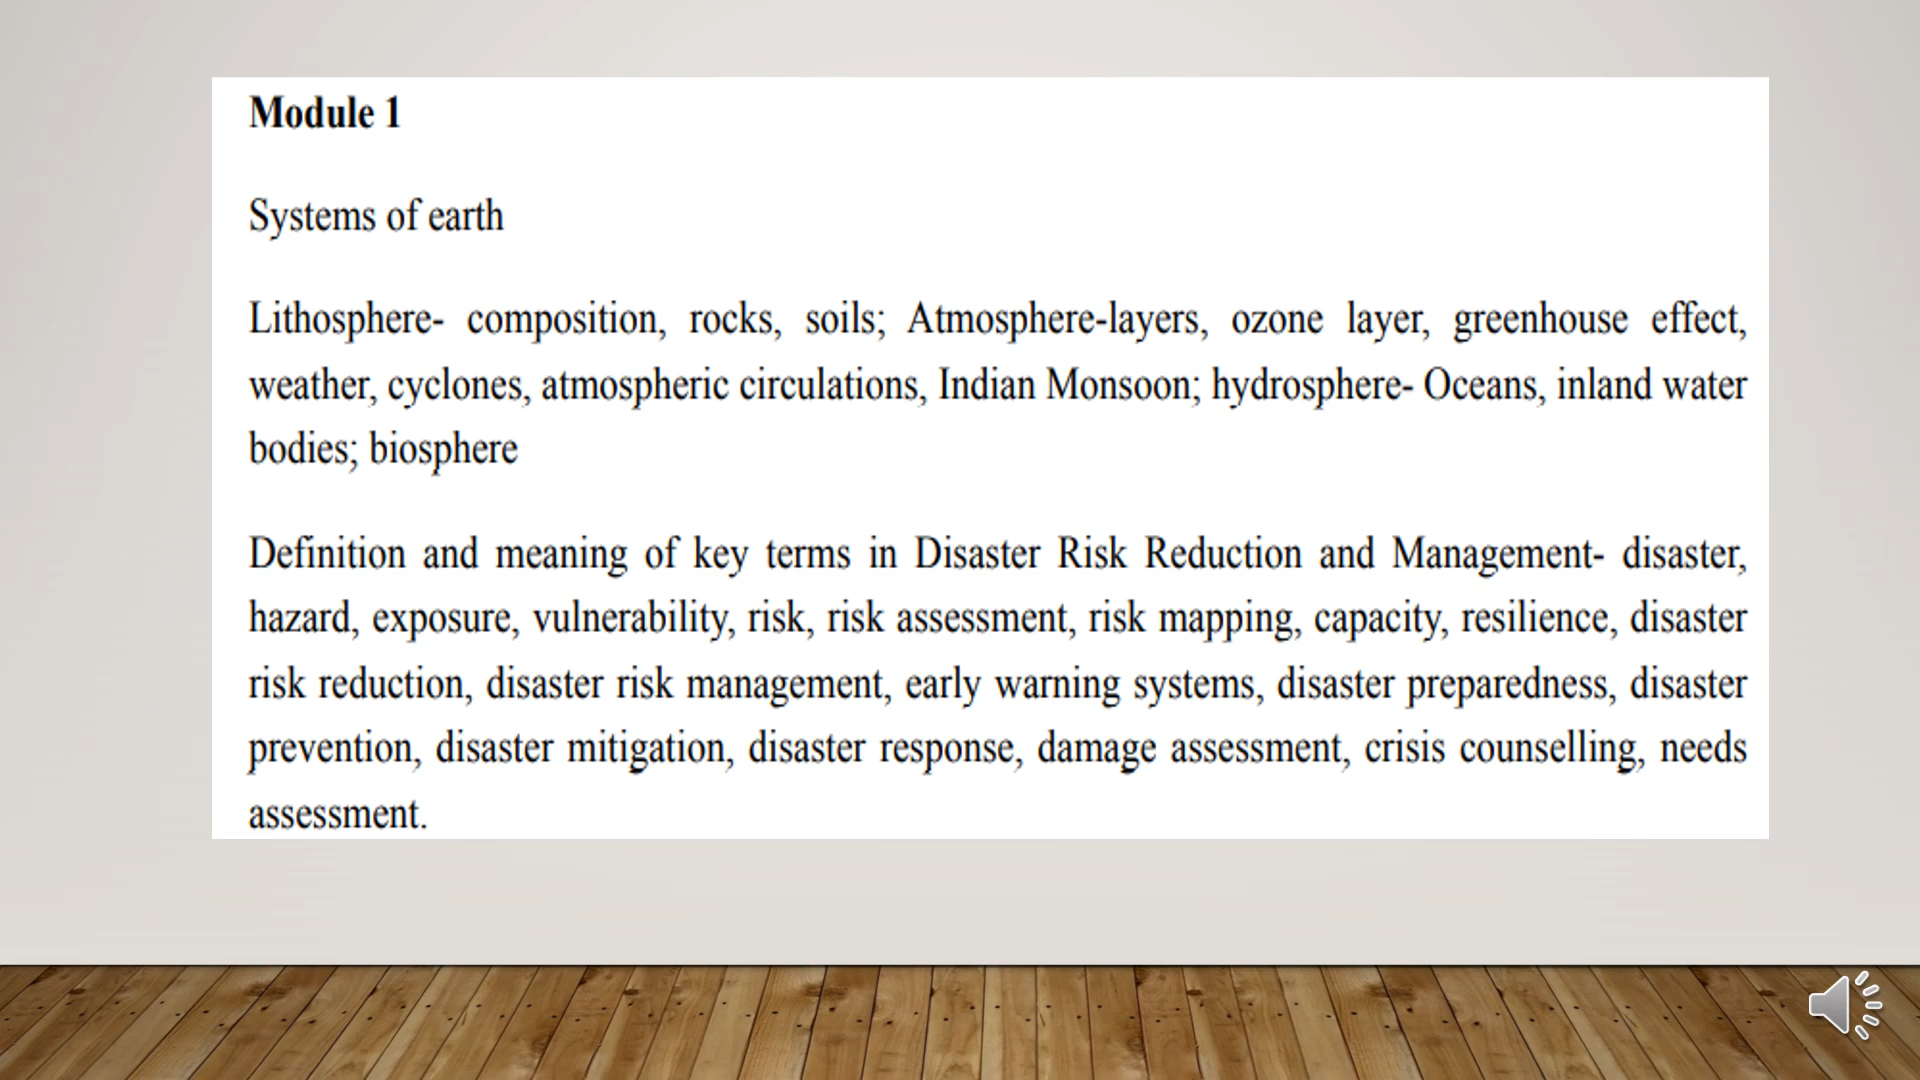 Module 1
Systems of earth
Lithosphere- composition, rocks, soils; Atmosphere-layers, ozone layer, greenhouse effect,
weather, cyclones, atmospheric circulations, Indian Monsoon; hydrosphere- Oceans, inland water
bodies; biosphere
Definition and meaning of key terms in Disaster Risk Reduction and Management- disaster,
hazard, exposure, vulnerability, risk, risk assessment, risk mapping, capacity, resilience, disaster
risk reduction, disaster risk management, early warning systems, disaster preparedness, disaster
prevention, disaster mitigation, disaster response, damage assessment, crisis counselling, needs
assessment.